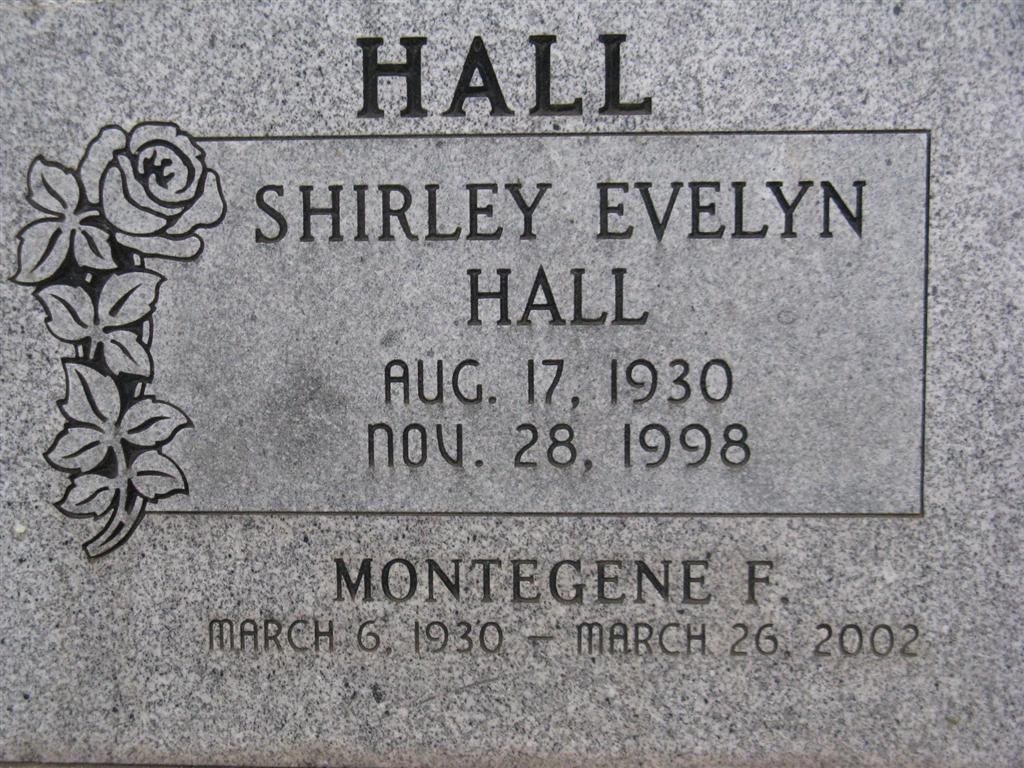 HALL
SHIRLEY EVELYN
HALL
AUG. 17, 1930
NOV. 28, 1998
MONTEGENE F.
MARCH 6, 1930 – MARCH 26, 2002